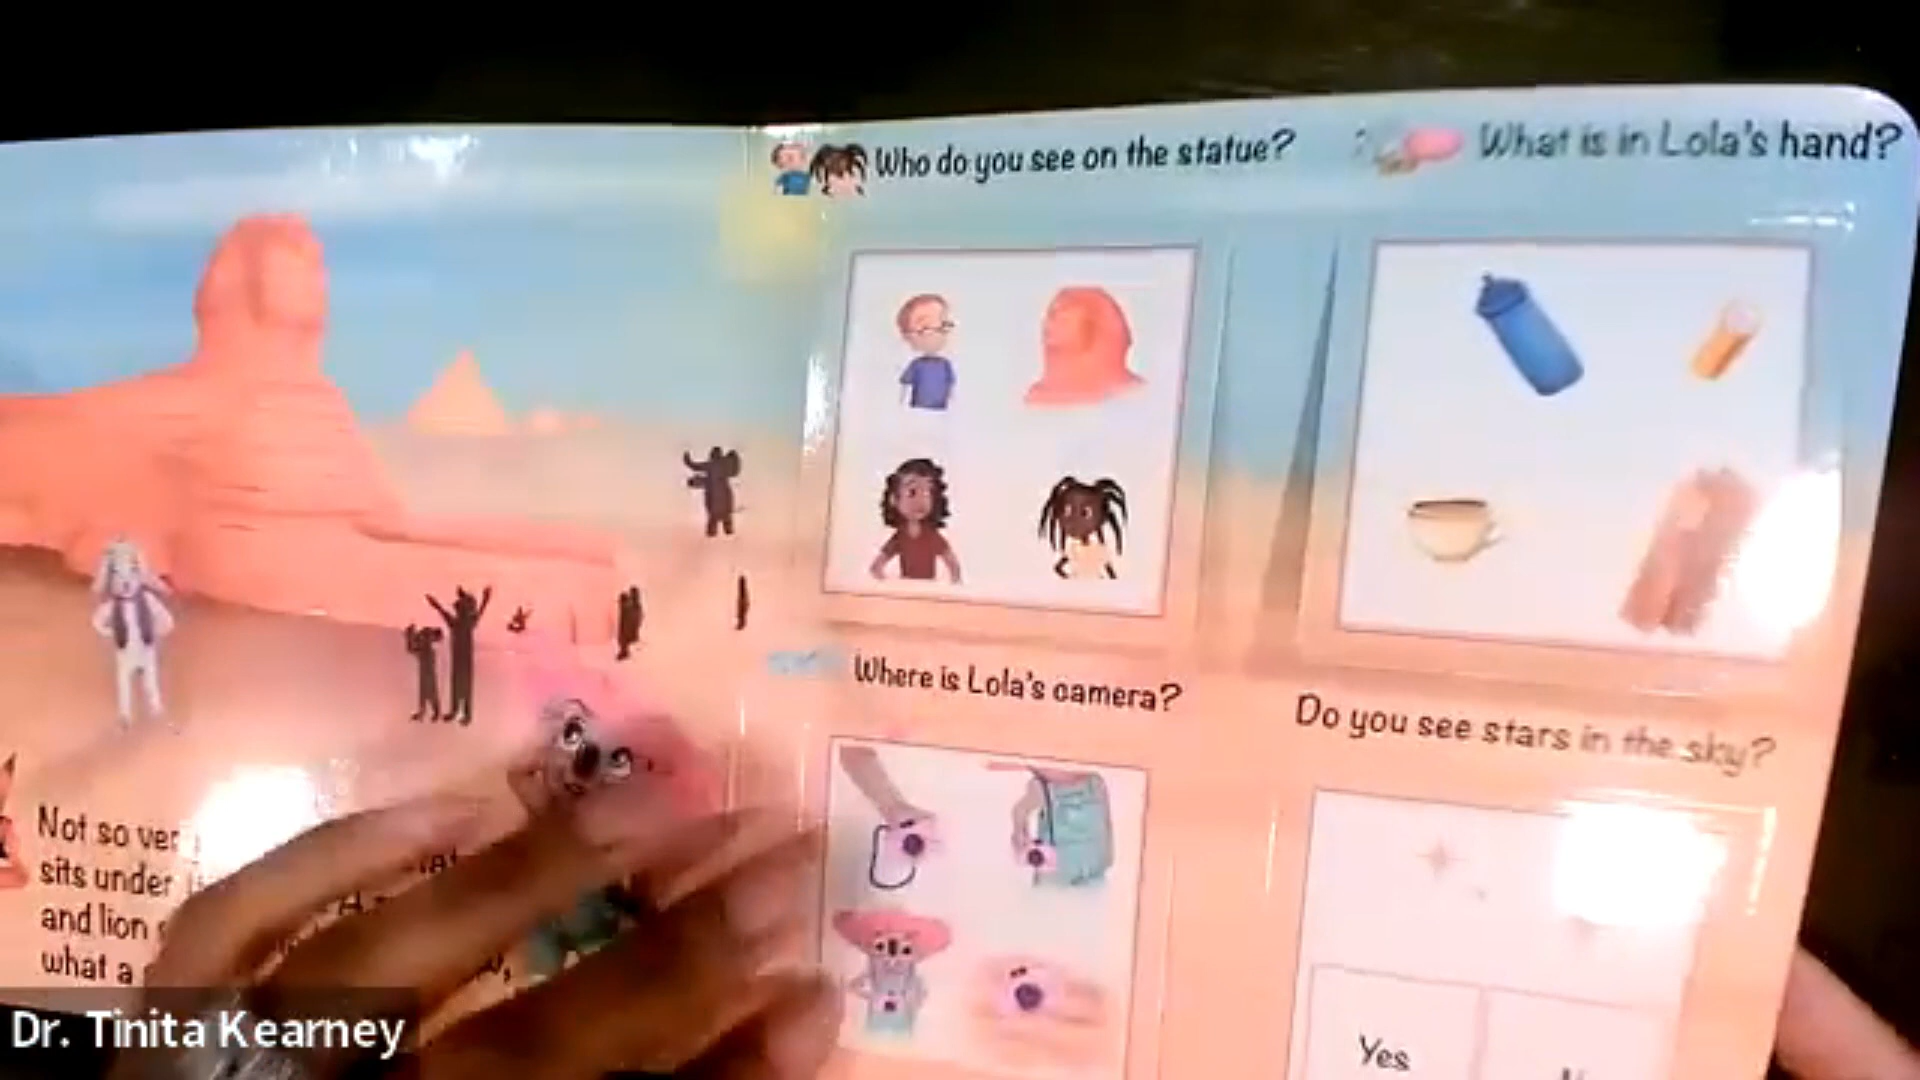 Who do you see on the statue?
What is in Lola's hand?
Where is Lola's camera?
Do you see stars in the sky?
Yes
Not so ver
sits under
and lion
what a
Dr. Tinita Kearney